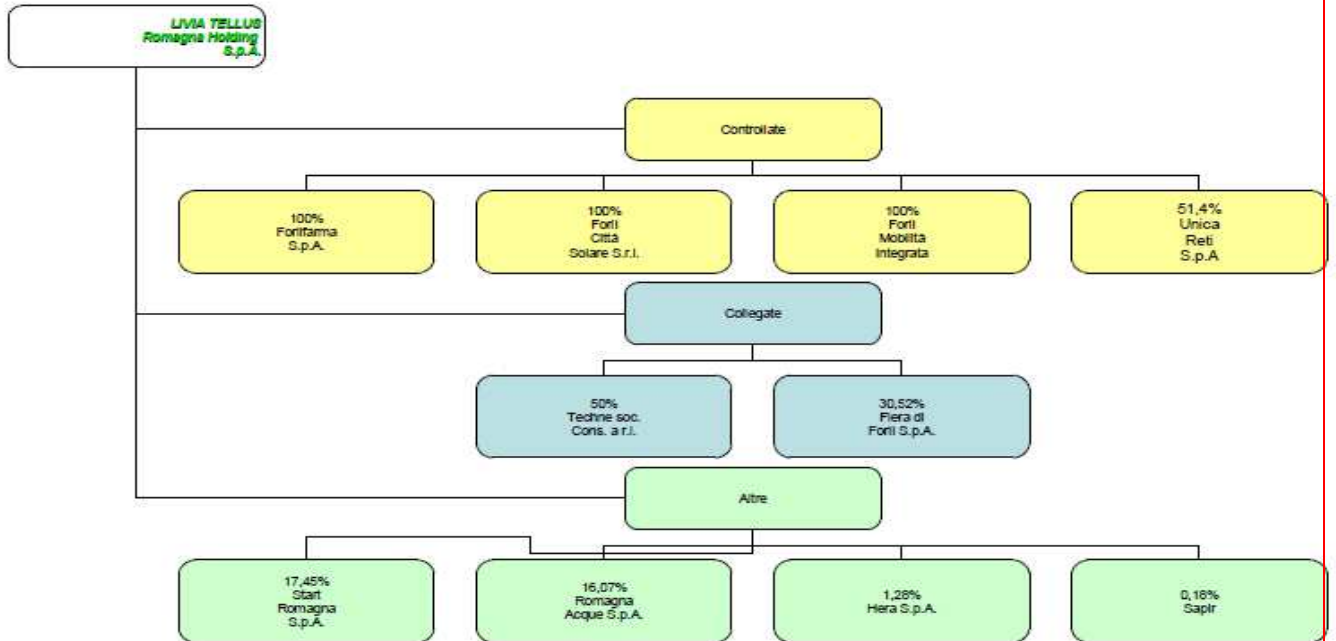 LIVIA TELLUS
Romagna Holding
S.p.A.
Controllate
100%
Forlifarma
S.p.A.
100%
Forlì
Città
Solare S.r.l.
100%
Forlì
Mobilità
Integrata
51,4%
Unica
Reti
S.p.A
Collegate
50%
Techne soc.
Cons. a r.l.
30,52%
Fiera di
Forlì S.p.A.
Altre
17,45%
Start
Romagna
S.p.A.
16,07%
Romagna
Acque S.p.A.
1,28%
Hera S.p.A.
0,16%
Sapir